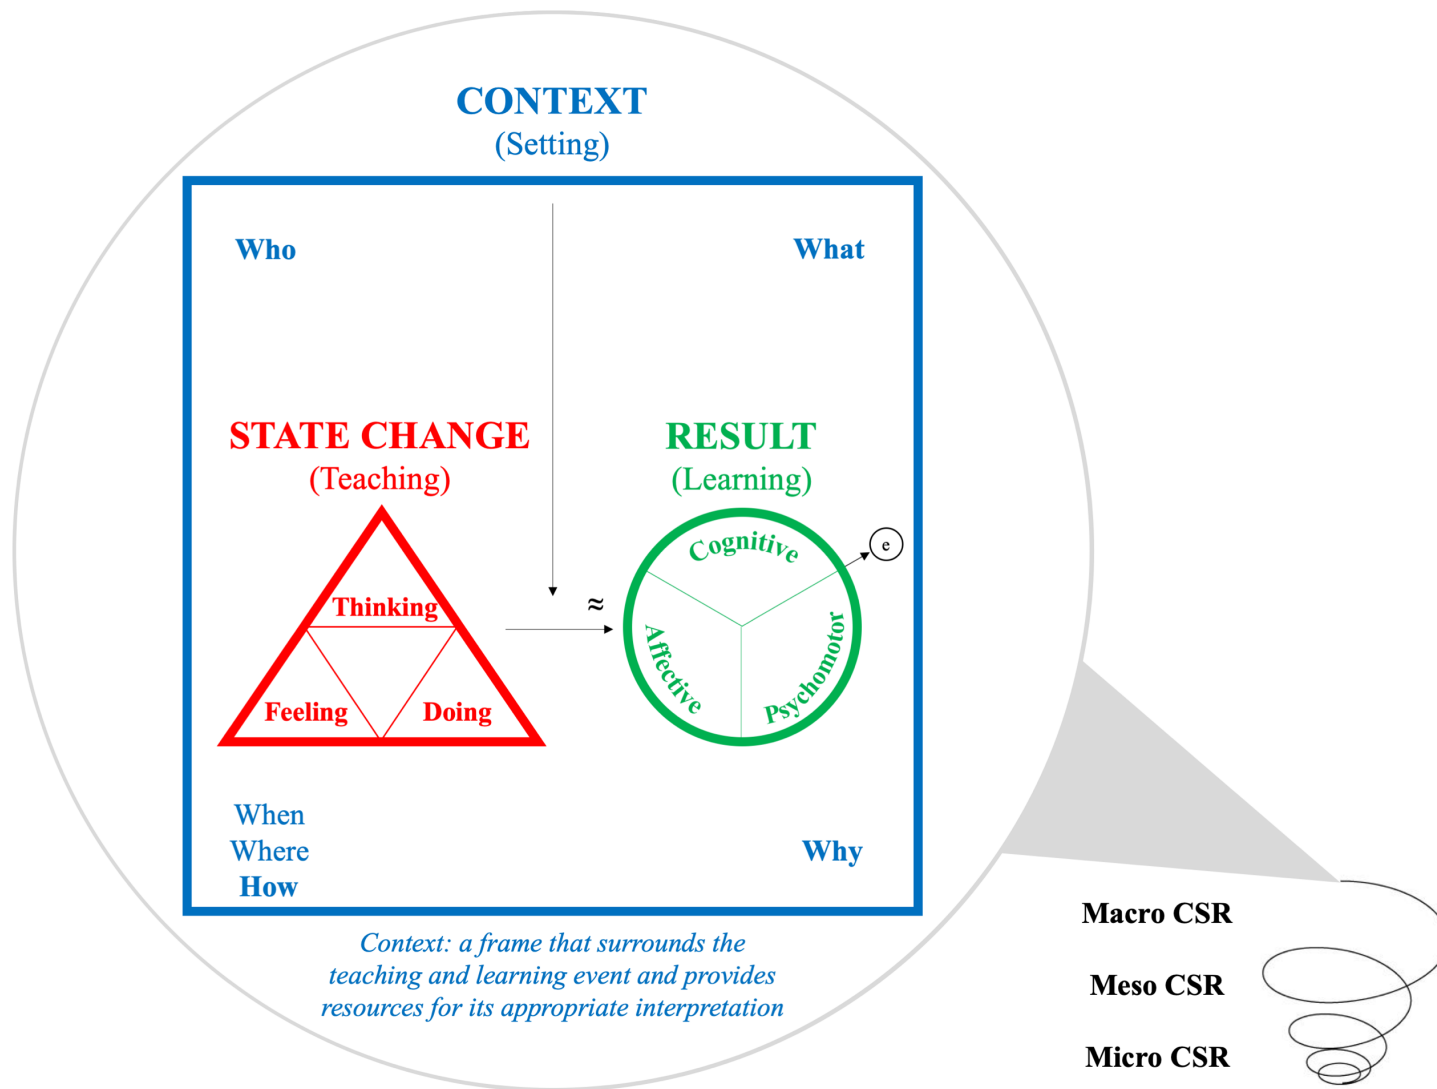 CONTEXT
(Setting)
Who
What
STATE CHANGE
(Teaching)
RESULT
(Learning)
Cognitive
e
≈
Thinking
Affective
Psychomotor
Feeling
Doing
When
Where
How
Why
Context: a frame that surrounds the
teaching and learning event and provides
resources for its appropriate interpretation
Macro CSR
Meso CSR
Micro CSR